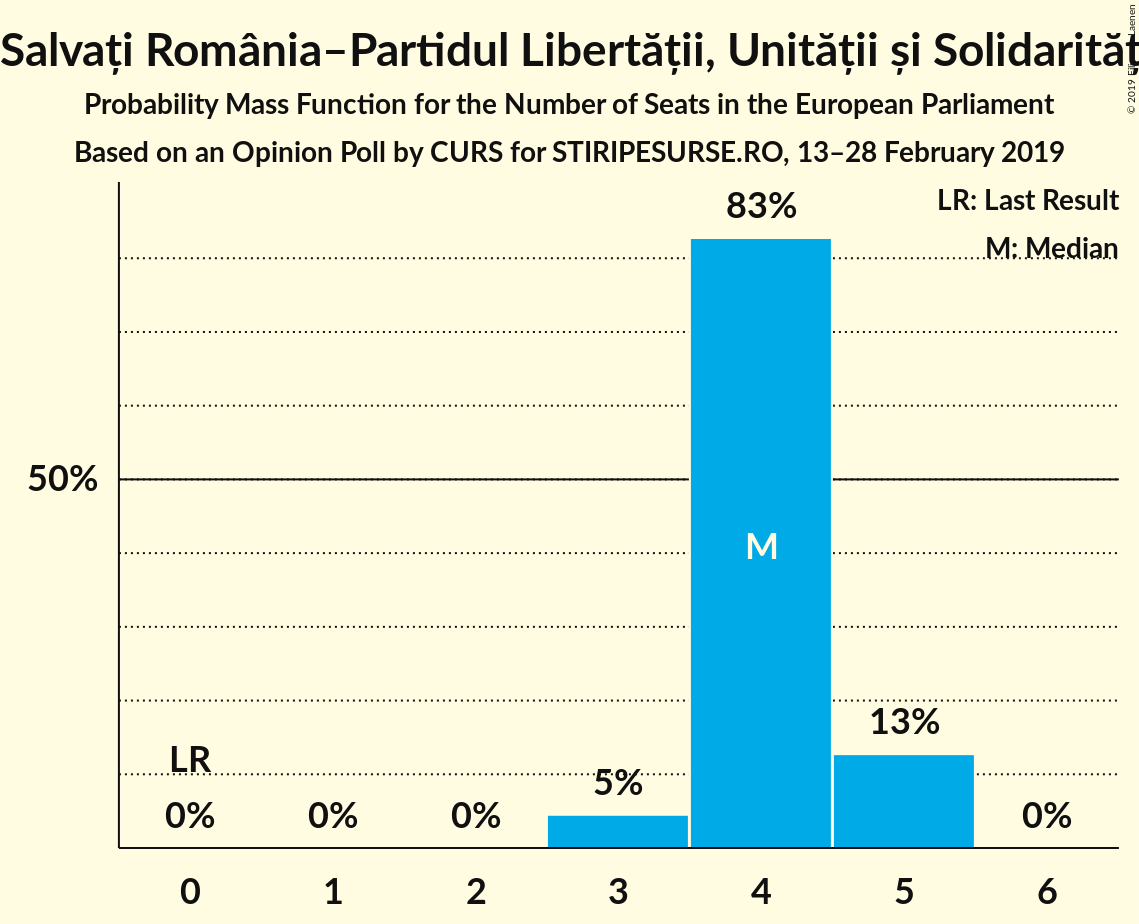 Salvați România–Partidul Libertății, Unității și Solidarităț
Probability Mass Function for the Number of Seats in the European Parliament
Based on an Opinion Poll by CURS for STIRIPESURSE.RO, 13–28 February 2019
LR: Last Result
M: Median
83%
50%
M
13%
LR
5%
0% 0% 0% 0%
0 1 2 3 4 5 6
© 2019